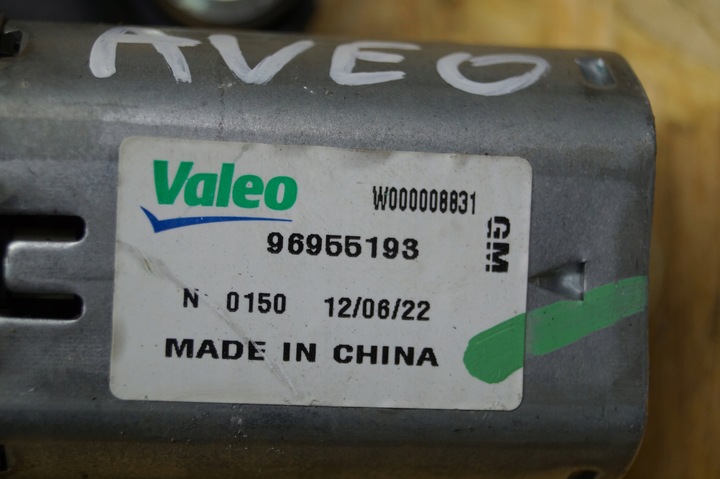 AVEO
Valeo
W000008831
96955193
GM
N 0150 12/06/22
MADE IN CHINA